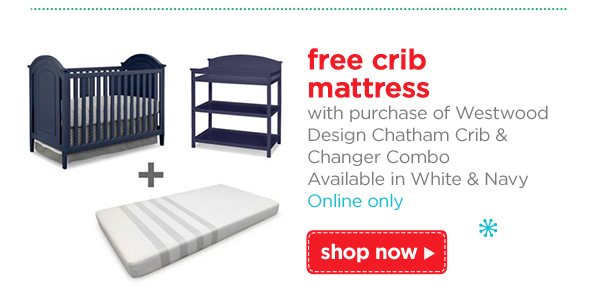 free crib
mattress
with purchase of Westwood
Design Chatham Crib &
Changer Combo
Available in White & Navy
Online only
shop now